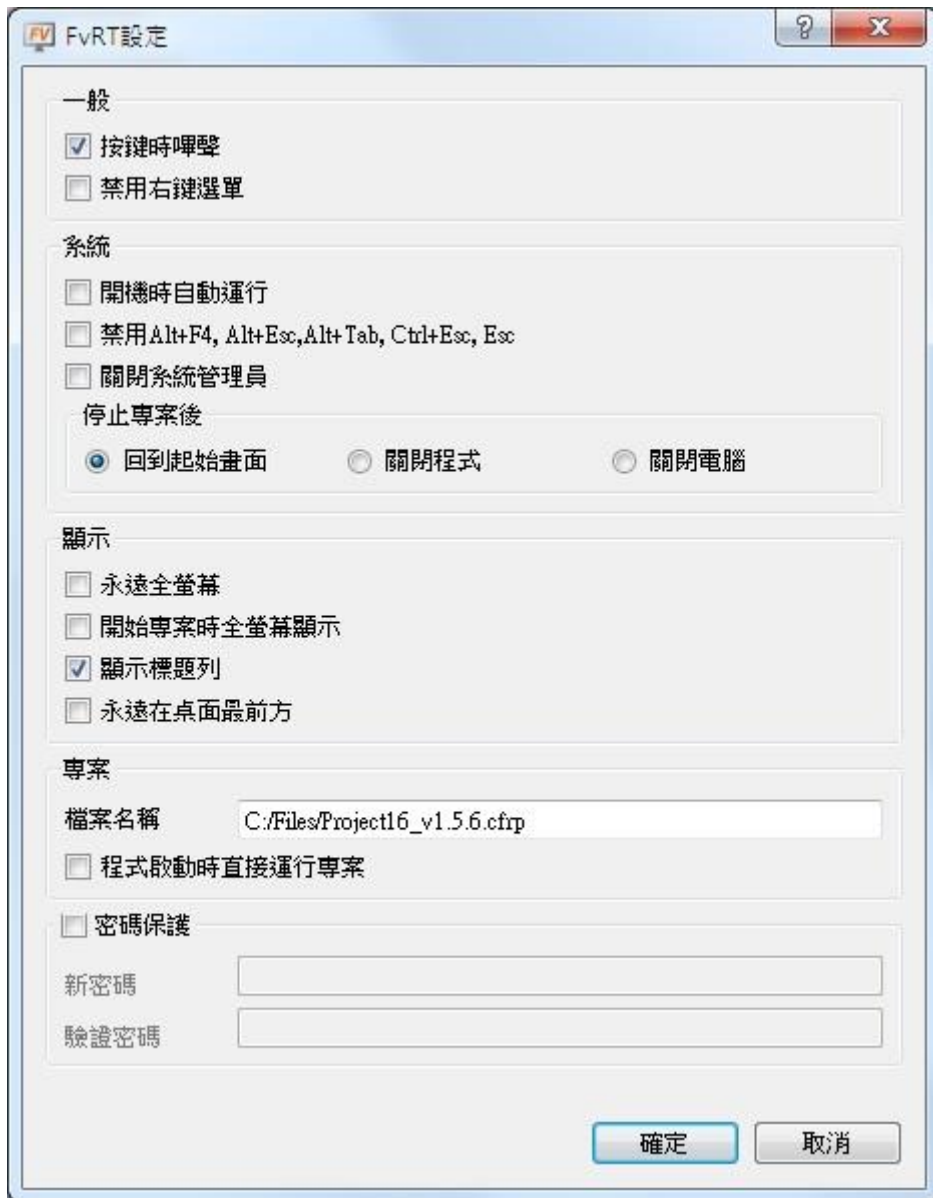 FV FvRT設定
一般
按鍵時嗶聲
禁用右鍵選單
系統
開機時自動運行
禁用Alt+F4, Alt+Esc,Alt+Tab, Ctrl+Esc, Esc
關閉系統管理員
停止專案後
回到起始畫面 關閉程式 關閉電腦
顯示
永遠全螢幕
開始專案時全螢幕顯示
顯示標題列
永遠在桌面最前方
專案
檔案名稱 C:/Files/Project16_v1.5.6.cfrp
程式啟動時直接運行專案
密碼保護
新密碼
驗證密碼
確定 取消